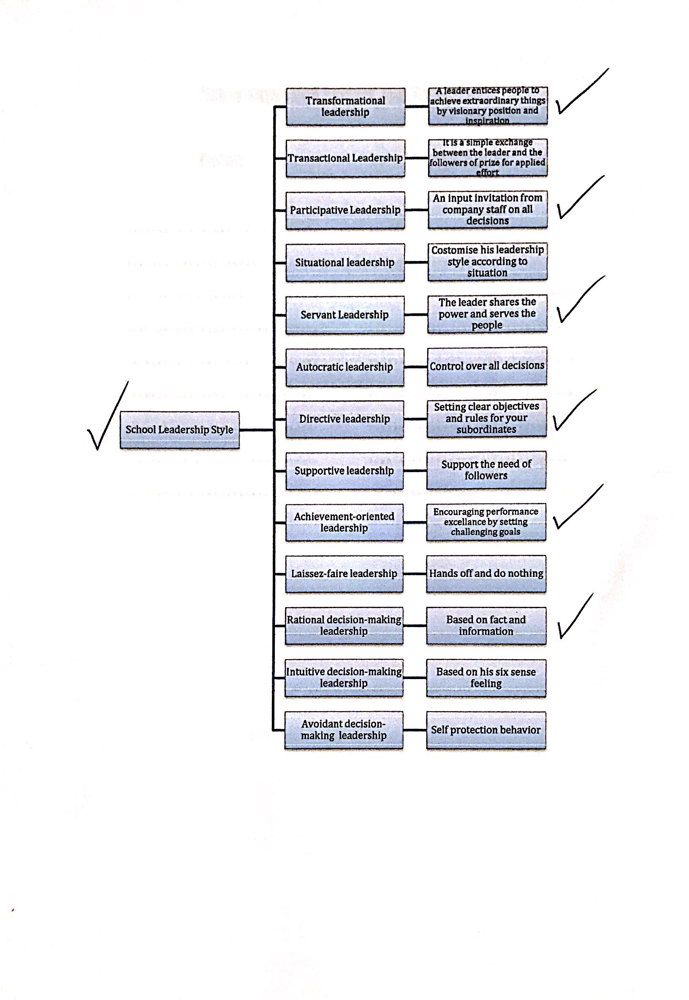 Transformational
leadership
A leader entices people to
achieve extraordinary things
by visionary position and
inspiration
Transactional Leadership
It is a simple exchange
between the leader and the
followers of prize for applied
effort
Participative Leadership
An input invitation from
company staff on all
decisions
Situational leadership
Costomise his leadership
style according to
situation
Servant Leadership
The leader shares the
power and serves the
people
Autocratic leadership
Control over all decisions
School Leadership Style
Directive leadership
Setting clear objectives
and rules for your
subordinates
Supportive leadership
Support the need of
followers
Achievement-oriented
leadership
Encouraging performance
excellance by setting
challenging goals
Laissez-faire leadership
Hands off and do nothing
Rational decision-making
leadership
Based on fact and
information
Intuitive decision-making
leadership
Based on his six sense
feeling
Avoidant decision-
making leadership
Self protection behavior